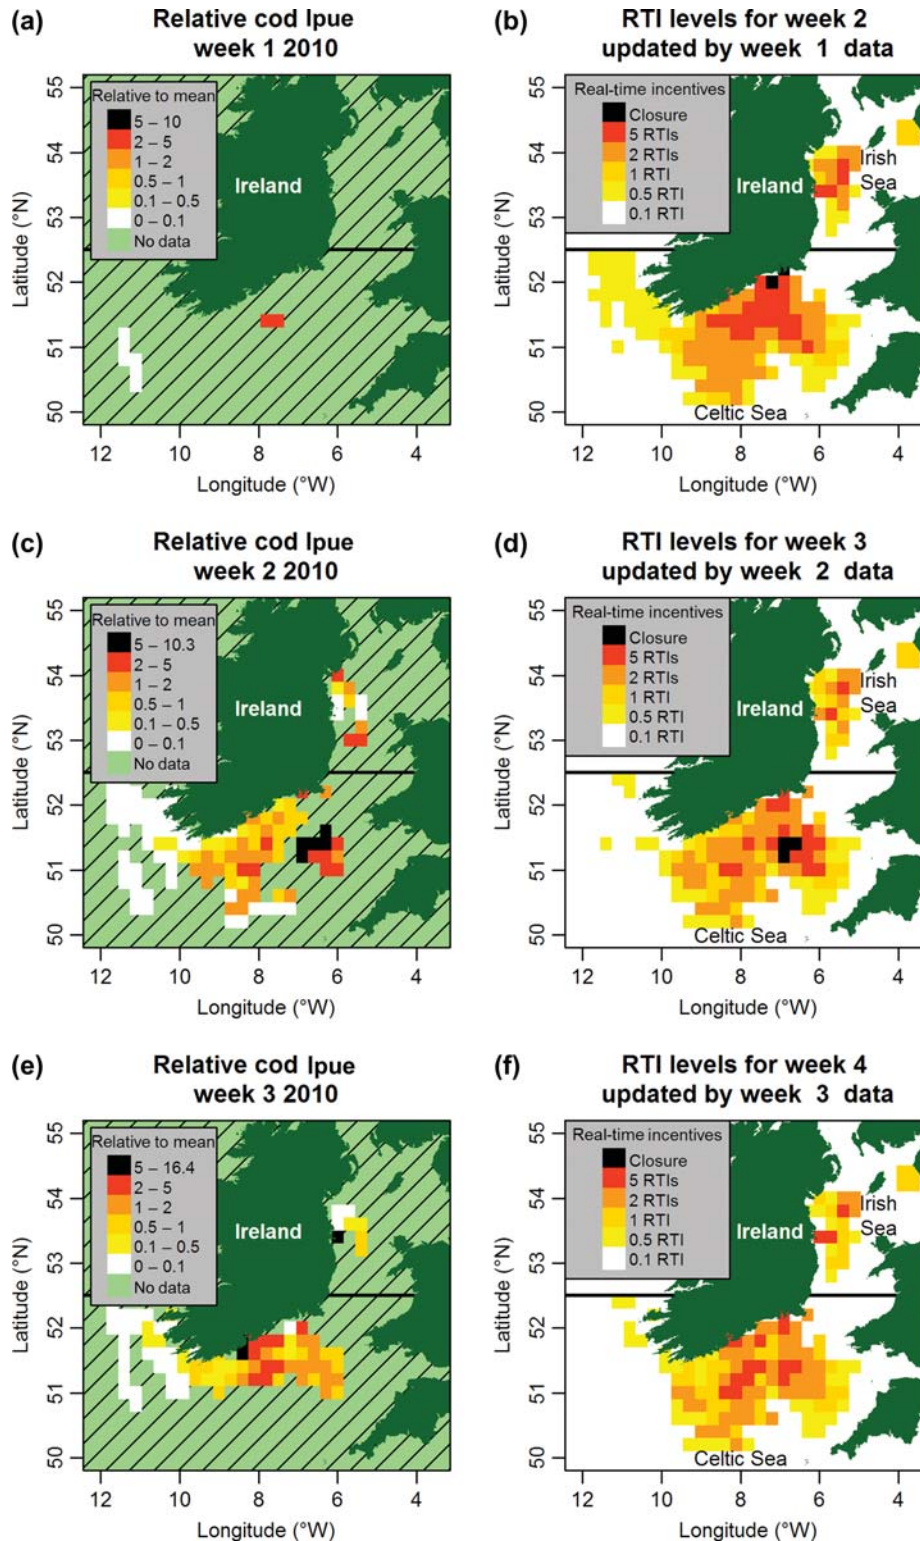 (a)
Relative cod lpue
week 1 2010
Relative to mean
5 – 10
2 – 5
1 – 2
0.5 – 1
0.1 – 0.5
0 – 0.1
No data
Ireland
Latitude (°N)
55
54
53
52
51
50
12
10
8
6
4
Longitude (°W)
(b)
RTI levels for week 2
updated by week 1 data
Real-time incentives
Closure
5 RTIs
2 RTIs
1 RTI
0.5 RTI
0.1 RTI
Ireland
Irish
Sea
Celtic Sea
Latitude (°N)
55
54
53
52
51
50
12
10
8
6
4
Longitude (°W)
(c)
Relative cod lpue
week 2 2010
Relative to mean
5 – 10.3
2 – 5
1 – 2
0.5 – 1
0.1 – 0.5
0 – 0.1
No data
Ireland
Latitude (°N)
55
54
53
52
51
50
12
10
8
6
4
Longitude (°W)
(d)
RTI levels for week 3
updated by week 2 data
Real-time incentives
Closure
5 RTIs
2 RTIs
1 RTI
0.5 RTI
0.1 RTI
Ireland
Irish
Sea
Celtic Sea
Latitude (°N)
55
54
53
52
51
50
12
10
8
6
4
Longitude (°W)
(e)
Relative cod lpue
week 3 2010
Relative to mean
5 – 16.4
2 – 5
1 – 2
0.5 – 1
0.1 – 0.5
0 – 0.1
No data
Ireland
Latitude (°N)
55
54
53
52
51
50
12
10
8
6
4
Longitude (°W)
(f)
RTI levels for week 4
updated by week 3 data
Real-time incentives
Closure
5 RTIs
2 RTIs
1 RTI
0.5 RTI
0.1 RTI
Ireland
Irish
Sea
Celtic Sea
Latitude (°N)
55
54
53
52
51
50
12
10
8
6
4
Longitude (°W)